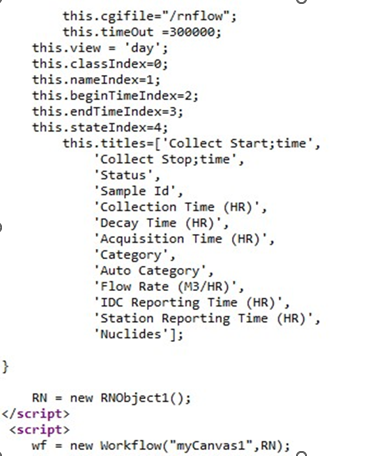 this.cgifile="/rnflow";
this.timeOut =300000;
this.view = 'day';
this.classIndex=0;
this.nameIndex=1;
this.beginTimeIndex=2;
this.endTimeIndex=3;
this.stateIndex=4;
this.titles=['Collect Start;time',
'Collect Stop;time',
'Status',
'Sample Id',
'Collection Time (HR)',
'Decay Time (HR)',
'Acquisition Time (HR)',
'Category',
'Auto Category',
'Flow Rate (M3/HR)',
'IDC Reporting Time (HR)',
'Station Reporting Time (HR)',
'Nuclides'];
}
RN = new RNObject1();
</script>
<script>
wf = new Workflow("myCanvas1",RN);